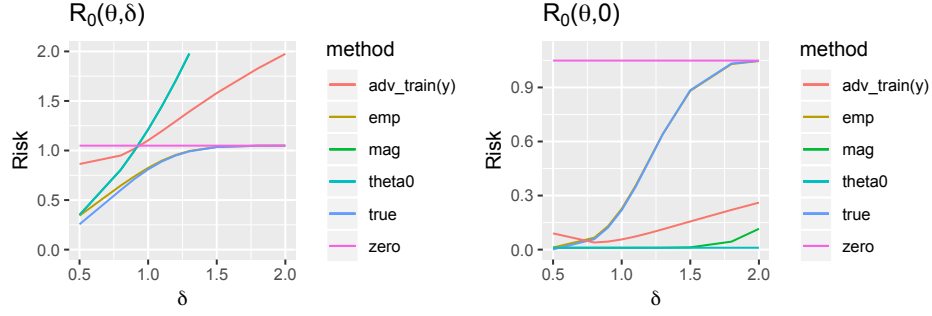 R₀(θ,δ)
Risk
2.0
1.5
1.0
0.5
0.0
0.5 1.0 1.5 2.0
δ
method
adv_train(y)
emp
mag
theta0
true
zero
R₀(θ,0)
Risk
0.9
0.6
0.3
0.0
0.5 1.0 1.5 2.0
δ
method
adv_train(y)
emp
mag
theta0
true
zero